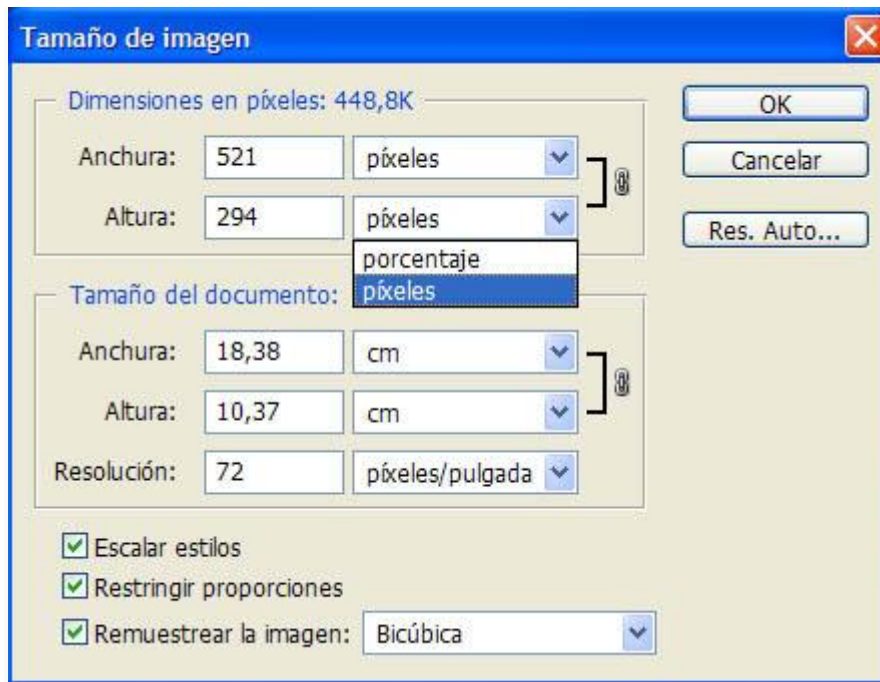 Tamaño de imagen
Dimensiones en píxeles: 448,8K
Anchura: 521 píxeles
Altura: 294 píxeles
porcentaje
píxeles
Tamaño del documento:
Anchura: 18,38 cm
Altura: 10,37 cm
Resolución: 72 píxeles/pulgada
Escalar estilos
Restringir proporciones
Remuestrear la imagen: Bicúbica
OK
Cancelar
Res. Auto...